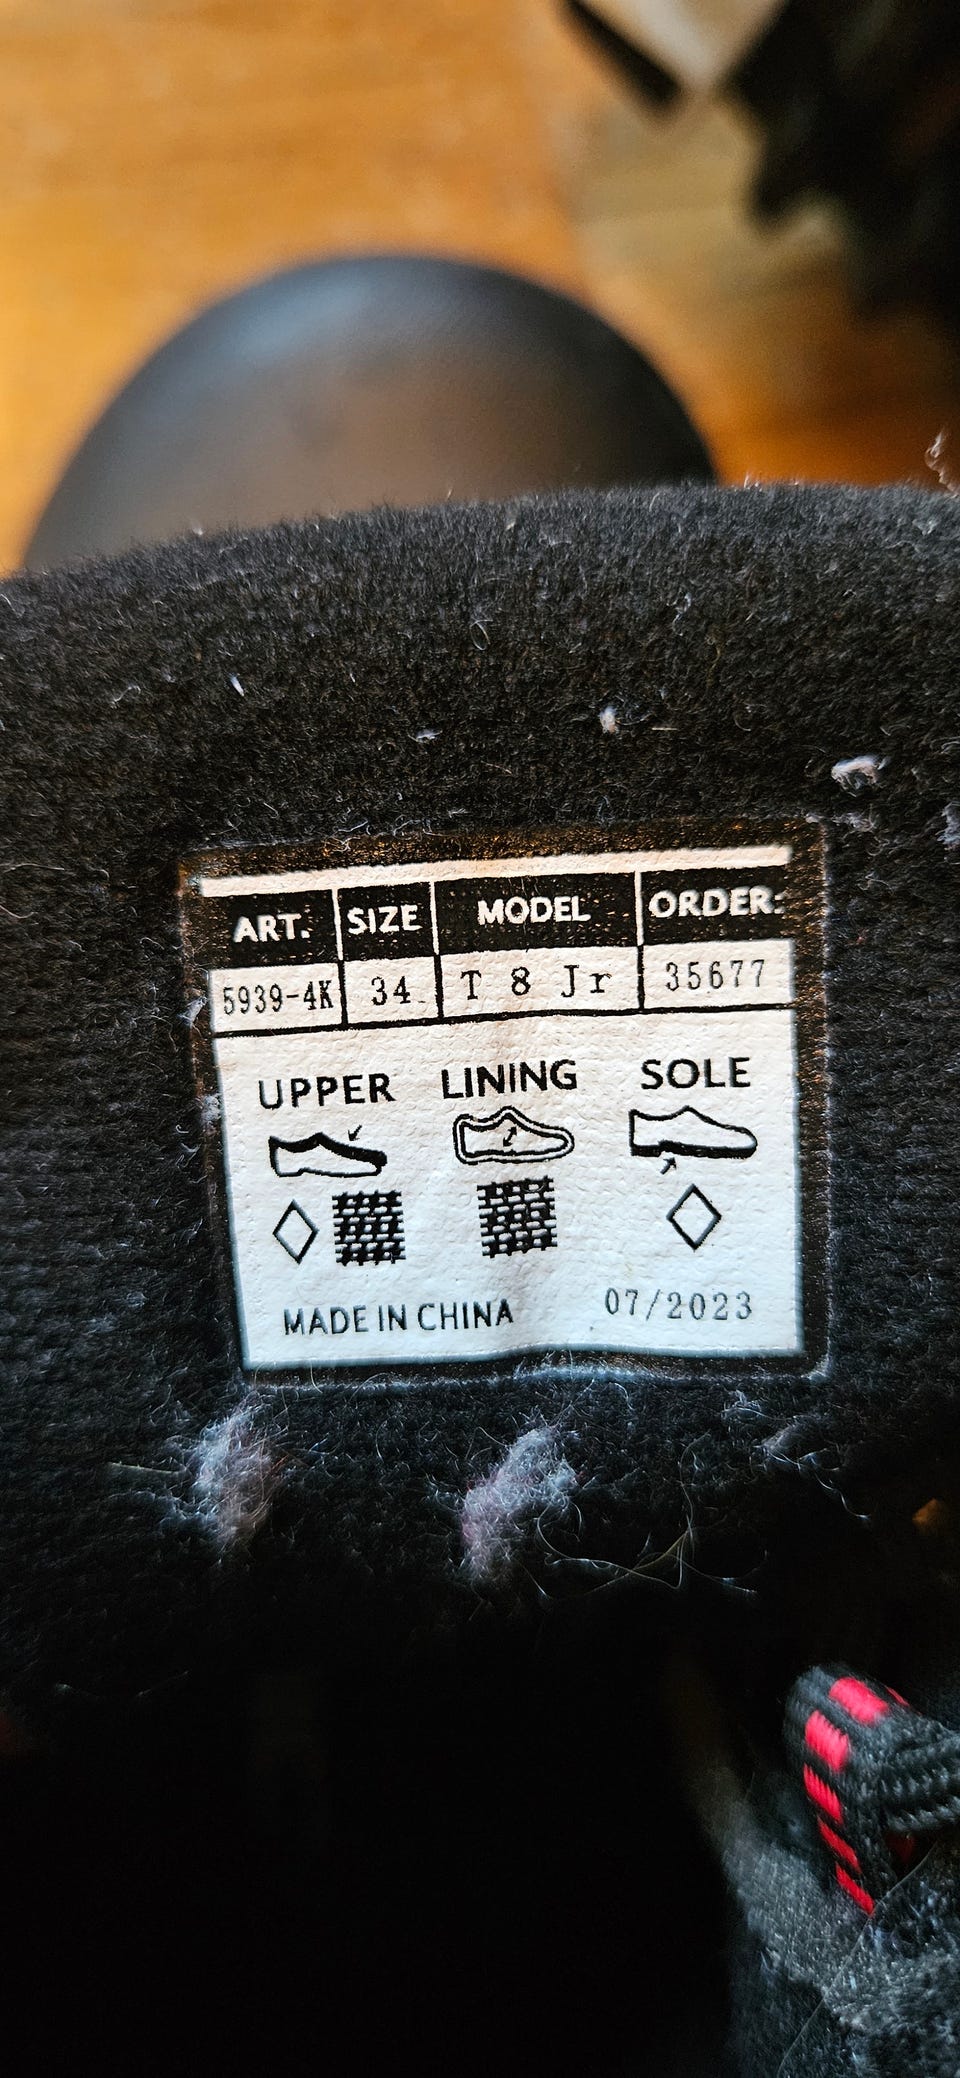 ART. SIZE MODEL ORDER:
5939-4K 34 T 8 Jr 35677
UPPER LINING SOLE
MADE IN CHINA 07/2023